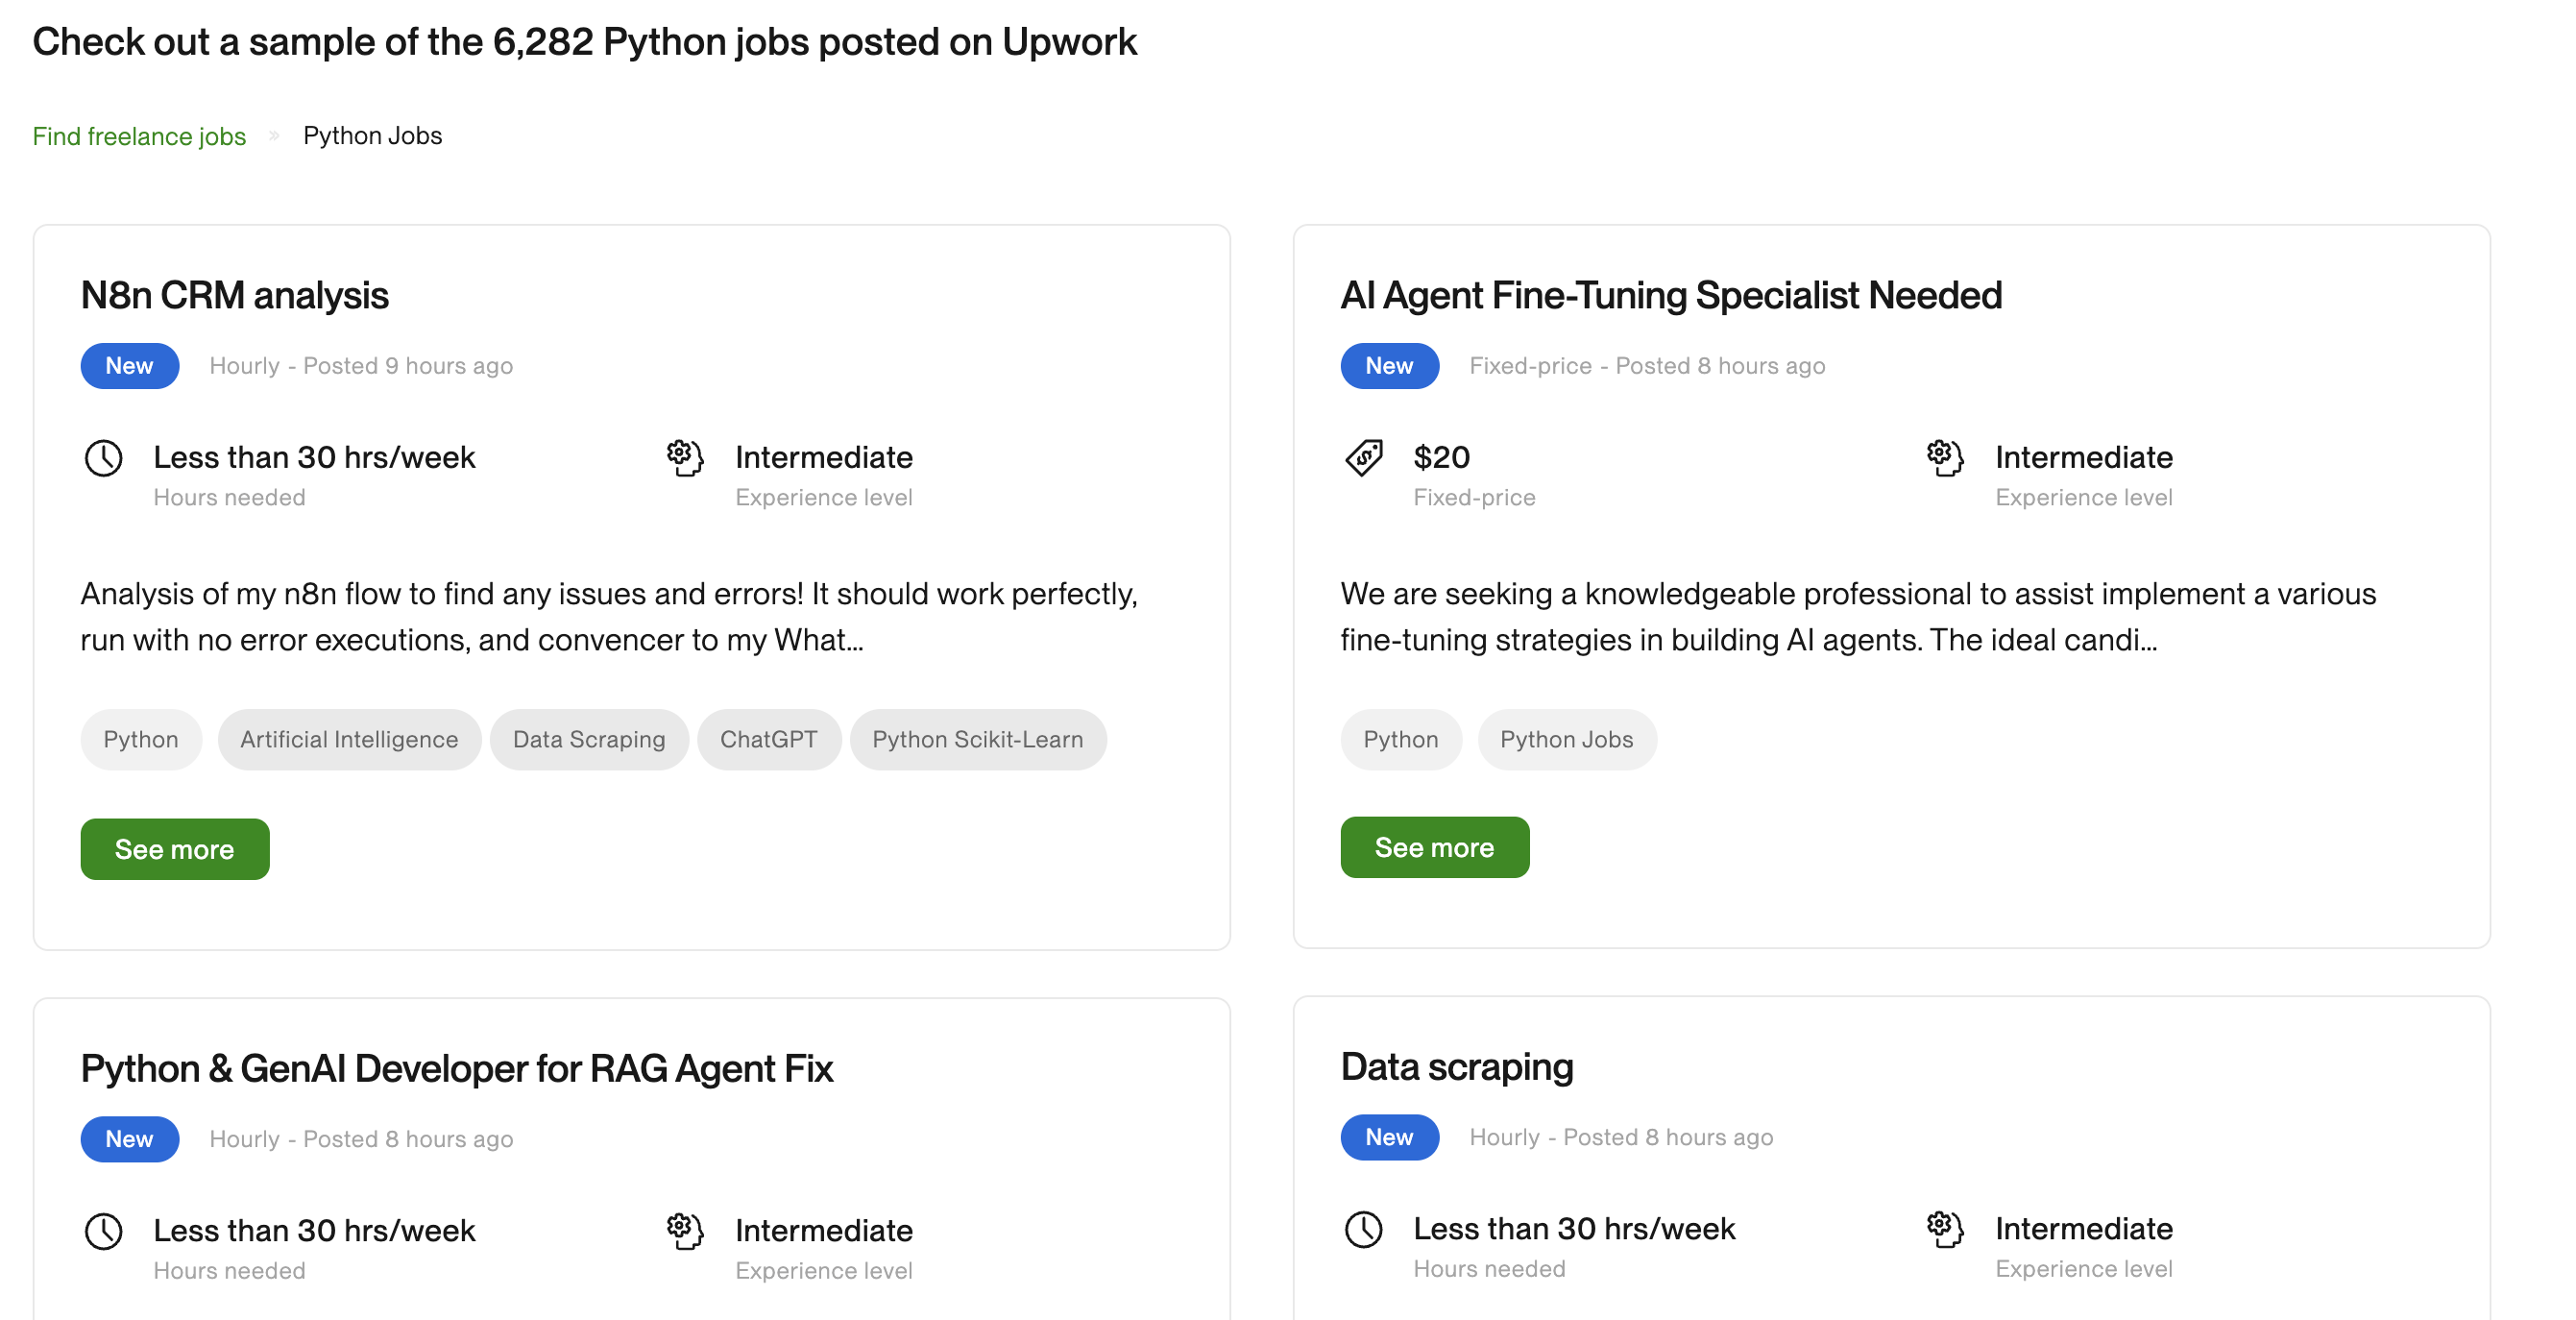 Check out a sample of the 6,282 Python jobs posted on Upwork
Find freelance jobs » Python Jobs
N8n CRM analysis
New Hourly - Posted 9 hours ago
Less than 30 hrs/week
Hours needed
Intermediate
Experience level
Analysis of my n8n flow to find any issues and errors! It should work perfectly,
run with no error executions, and convencer to my What...
Python Artificial Intelligence Data Scraping ChatGPT Python Scikit-Learn
See more
AI Agent Fine-Tuning Specialist Needed
New Fixed-price - Posted 8 hours ago
$20
Fixed-price
Intermediate
Experience level
We are seeking a knowledgeable professional to assist implement a various
fine-tuning strategies in building AI agents. The ideal candi...
Python Python Jobs
See more
Python & GenAI Developer for RAG Agent Fix
New Hourly - Posted 8 hours ago
Less than 30 hrs/week
Hours needed
Intermediate
Experience level
Data scraping
New Hourly - Posted 8 hours ago
Less than 30 hrs/week
Hours needed
Intermediate
Experience level